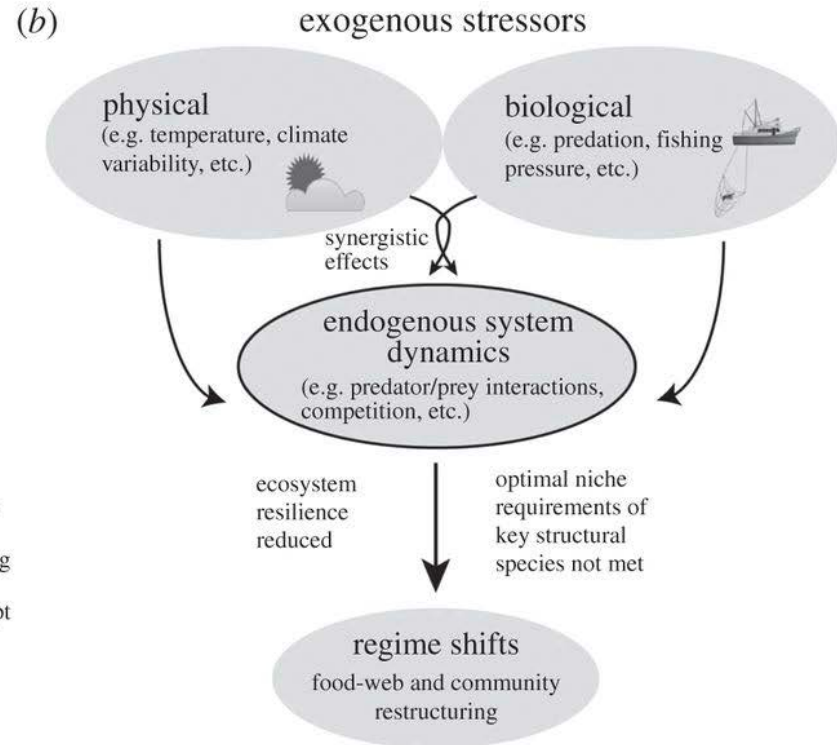 (b)
exogenous stressors
physical
(e.g. temperature, climate
variability, etc.)
biological
(e.g. predation, fishing
pressure, etc.)
synergistic
effects
endogenous system
dynamics
(e.g. predator/prey interactions,
competition, etc.)
ecosystem
resilience
reduced
optimal niche
requirements of
key structural
species not met
regime shifts
food-web and community
restructuring